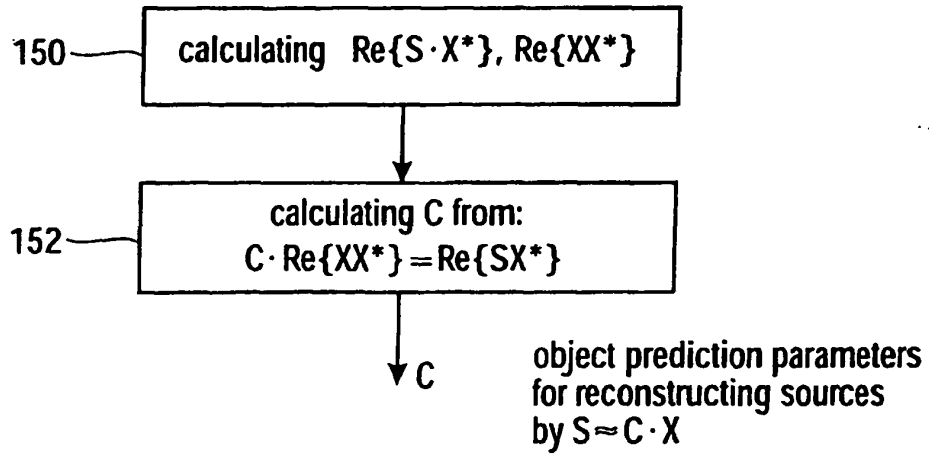 150
calculating Re{S·X*}, Re{XX*}
152
calculating C from:
C·Re{XX*}=Re{SX*}
C
object prediction parameters
for reconstructing sources
by S≈C·X